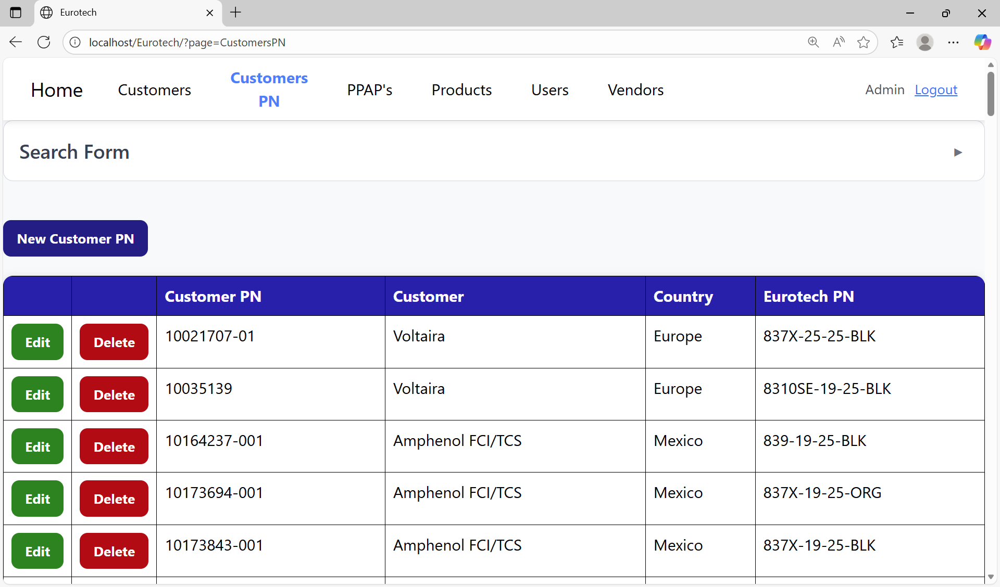 Eurotech
localhost/Eurotech/?page=CustomersPN
Home
Customers
Customers
PN
PPAP's
Products
Users
Vendors
Admin
Logout
Search Form
New Customer PN
Customer PN
Customer
Country
Eurotech PN
Edit
Delete
10021707-01
Voltaira
Europe
837X-25-25-BLK
Edit
Delete
10035139
Voltaira
Europe
8310SE-19-25-BLK
Edit
Delete
10164237-001
Amphenol FCI/TCS
Mexico
839-19-25-BLK
Edit
Delete
10173694-001
Amphenol FCI/TCS
Mexico
837X-19-25-ORG
Edit
Delete
10173843-001
Amphenol FCI/TCS
Mexico
837X-19-25-BLK